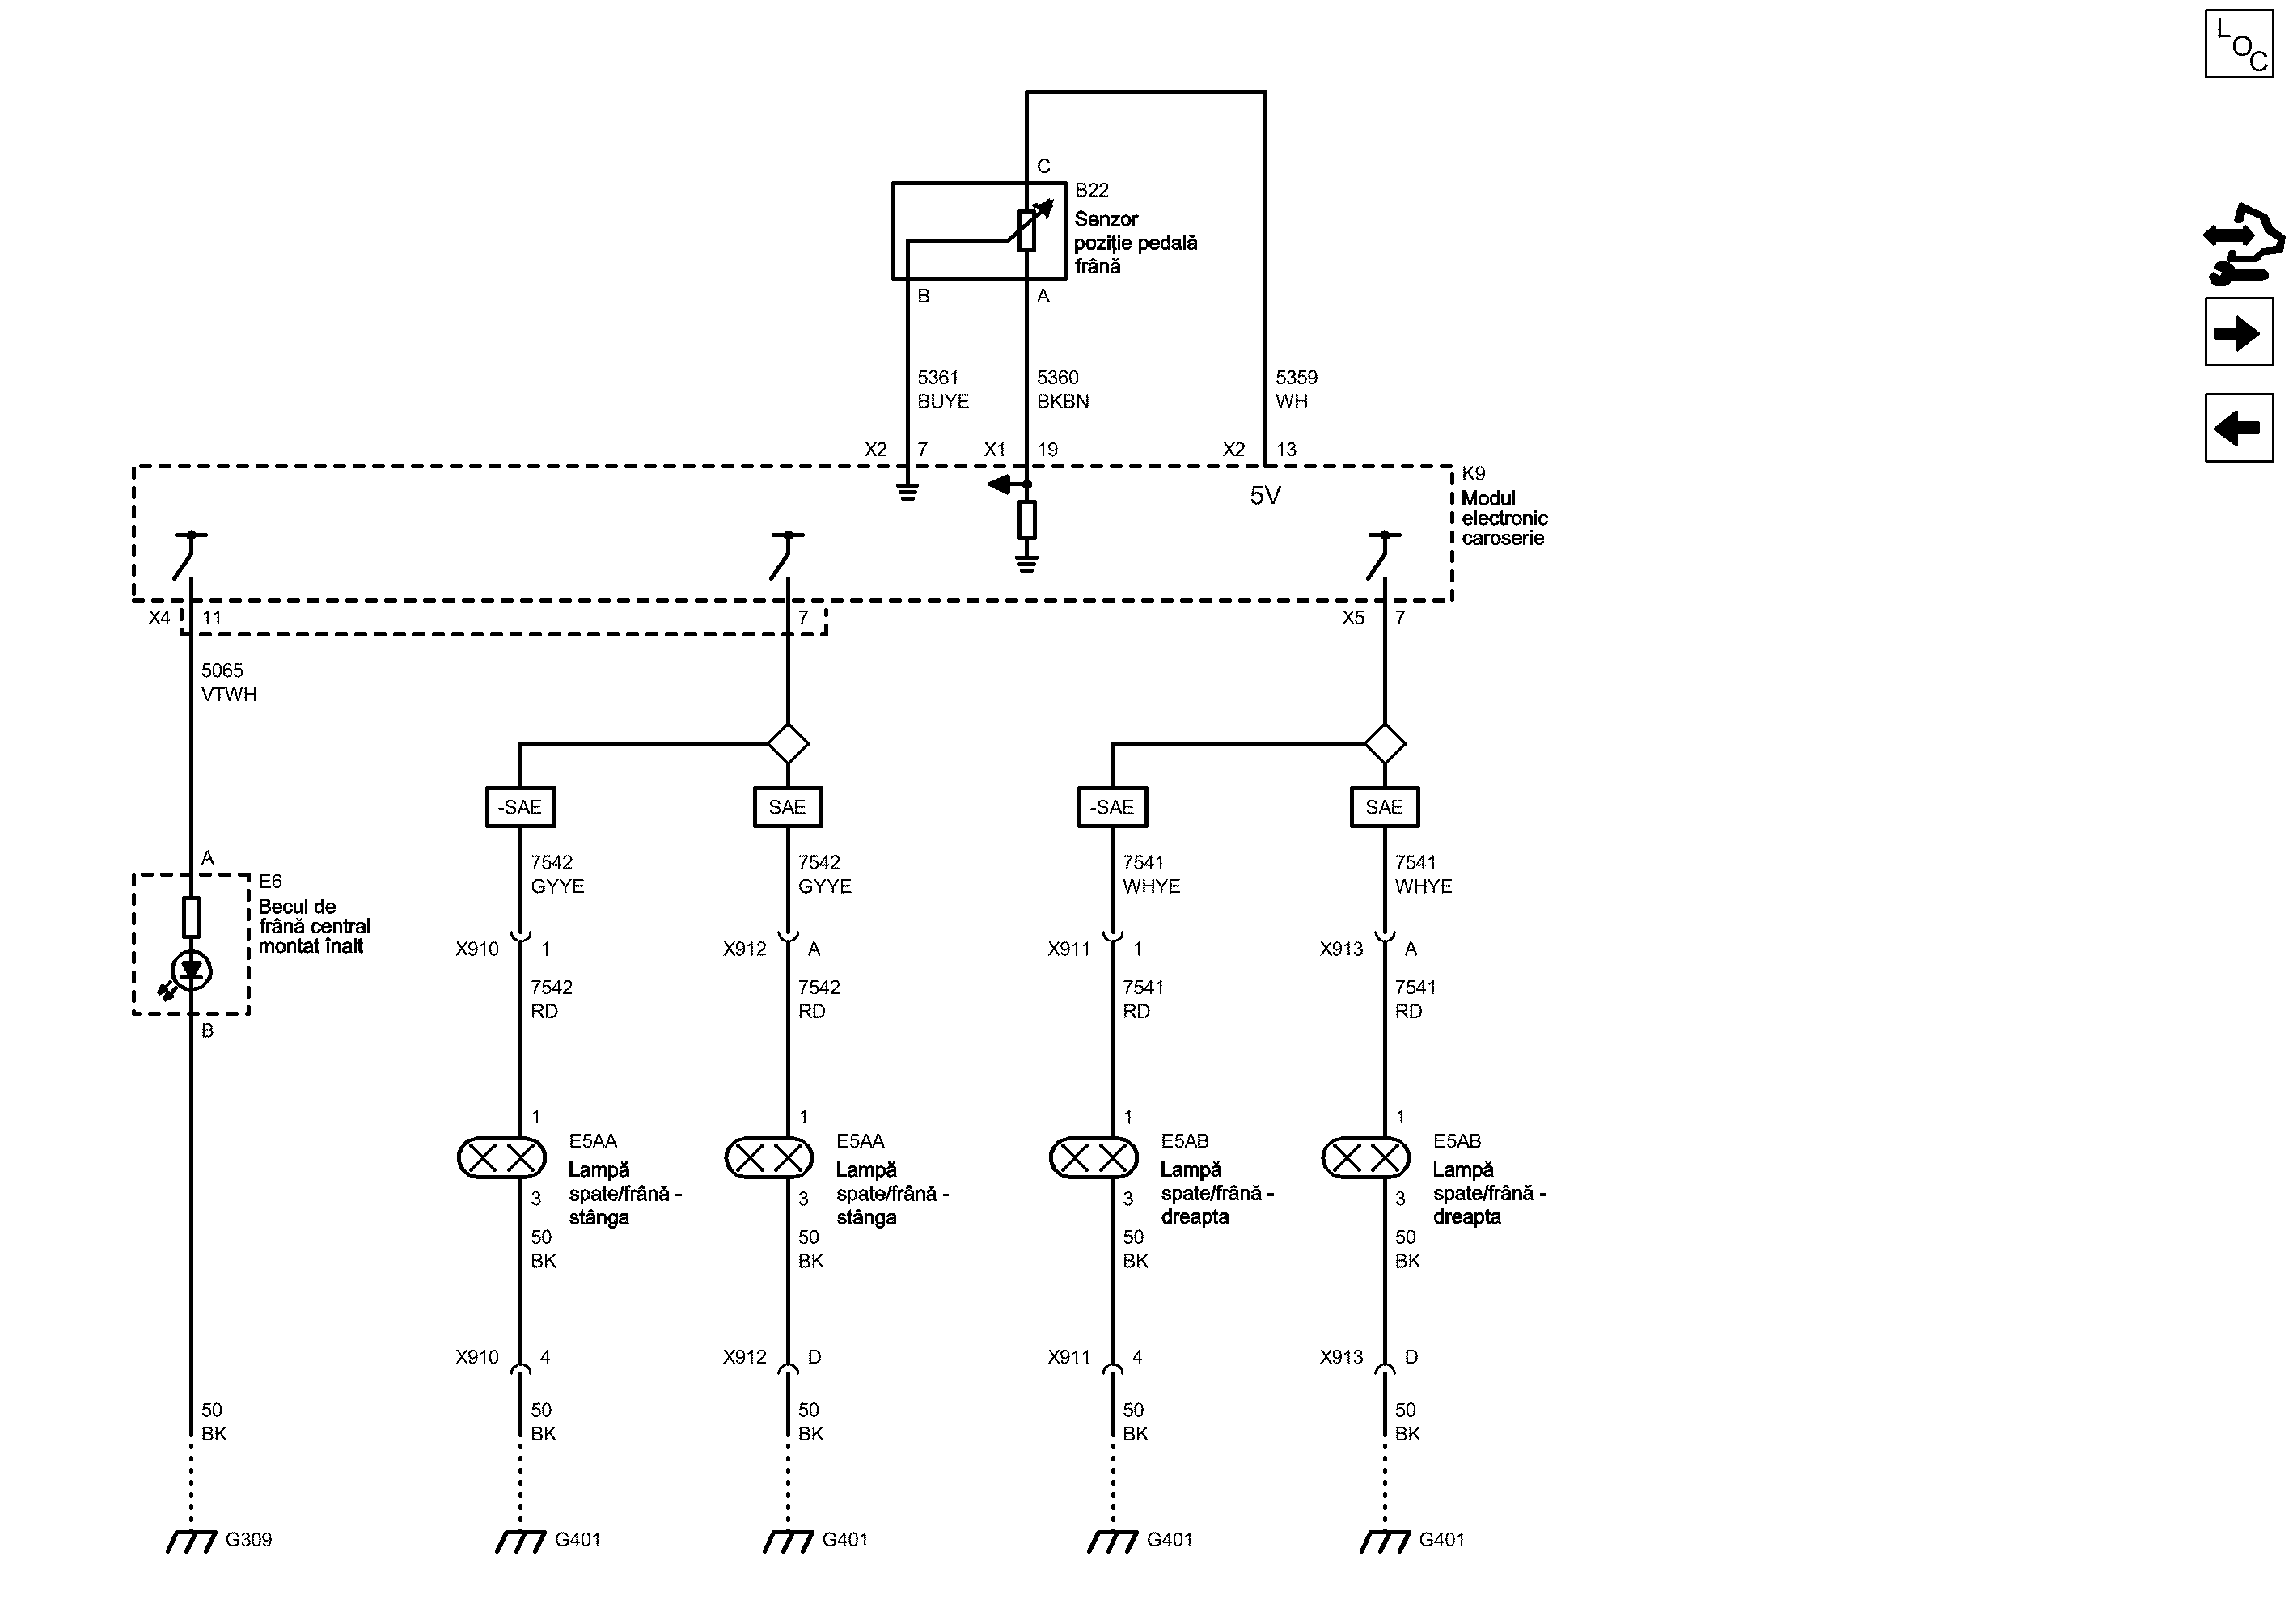 LOC
C
B22
Senzor
poziție pedală
frână
B
A
5361
BUYE
5360
BKBN
5359
WH
X2 7
X1 19
X2 13
5V
K9
Modul
electronic
caroserie
X4 11
7
X5 7
5065
VTWH
-SAE
SAE
-SAE
SAE
A
E6
Becul de
frână central
montat înalt
B
7542
GYYE
7542
GYYE
7541
WHYE
7541
WHYE
X910 1
X912 A
X911 1
X913 A
7542
RD
7542
RD
7541
RD
7541
RD
1
E5AA
Lampă
spate/frână -
stânga
3
50
BK
1
E5AA
Lampă
spate/frână -
stânga
3
50
BK
1
E5AB
Lampă
spate/frână -
dreapta
3
50
BK
1
E5AB
Lampă
spate/frână -
dreapta
3
50
BK
X910 4
X912 D
X911 4
X913 D
50
BK
50
BK
50
BK
50
BK
50
BK
G309
G401
G401
G401
G401